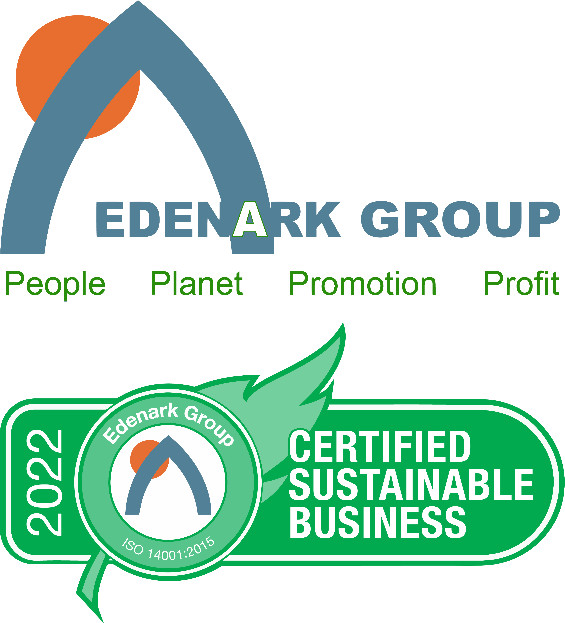 EDENARK GROUP
People Planet Promotion Profit
2022
Edenark Group
ISO 14001:2015
CERTIFIED
SUSTAINABLE
BUSINESS